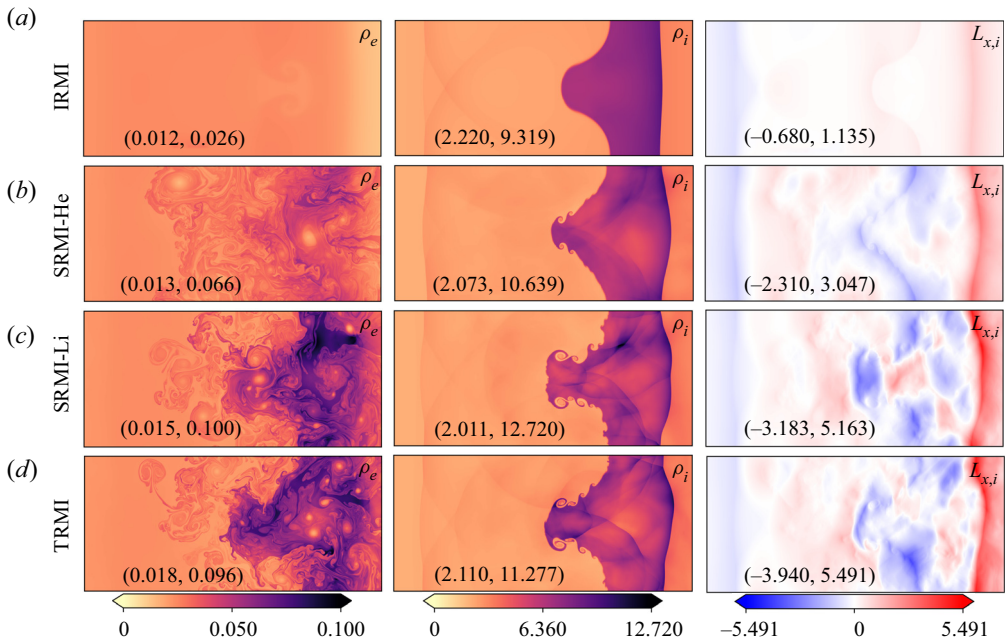 (a)
IRMI
ρe
(0.012, 0.026)
ρi
(2.220, 9.319)
Lx,i
(–0.680, 1.135)
(b)
SRMI-He
ρe
(0.013, 0.066)
ρi
(2.073, 10.639)
Lx,i
(–2.310, 3.047)
(c)
SRMI-Li
ρe
(0.015, 0.100)
ρi
(2.011, 12.720)
Lx,i
(–3.183, 5.163)
(d)
TRMI
ρe
(0.018, 0.096)
ρi
(2.110, 11.277)
Lx,i
(–3.940, 5.491)
0 0.050 0.100
0 6.360 12.720
–5.491 0 5.491